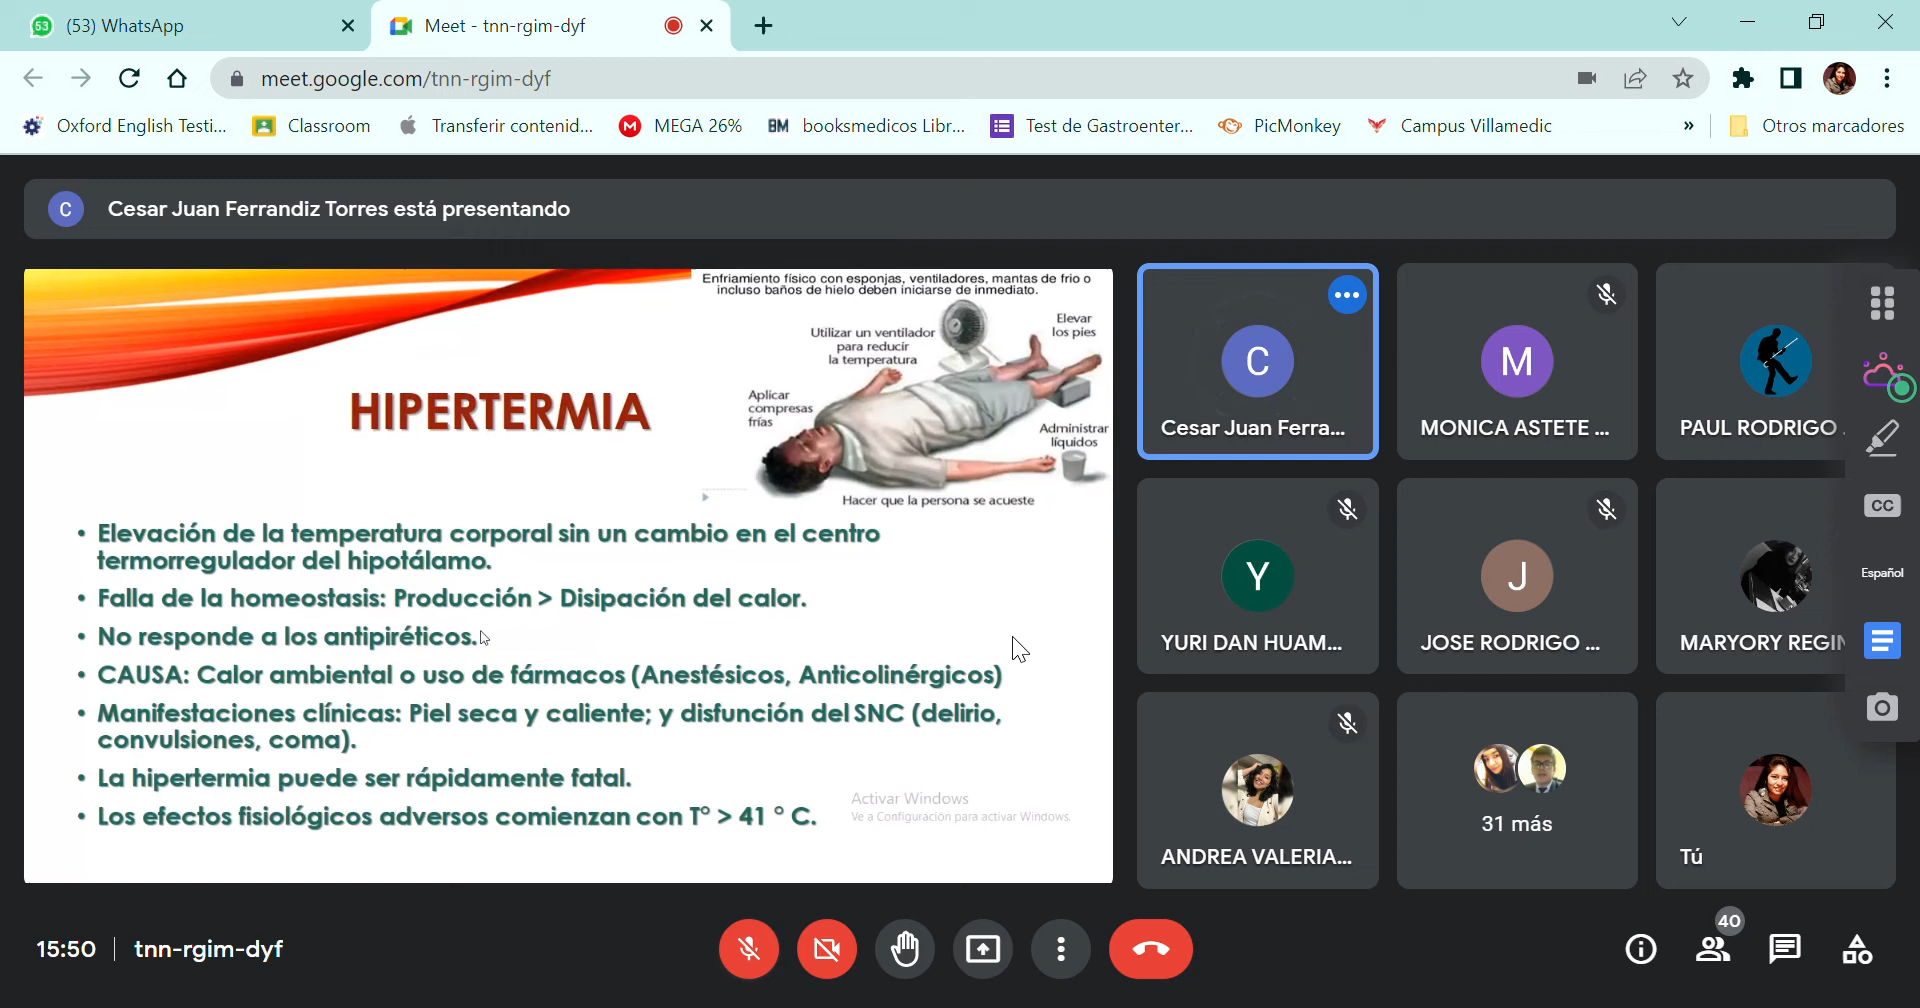 53
(53) WhatsApp
Meet - tnn-rgim-dyf
meet.google.com/tnn-rgim-dyf
Oxford English Testi...
Classroom
Transferir contenid...
M
MEGA 26%
BM
booksmedicos Libr...
Test de Gastroenter...
PicMonkey
Campus Villamedic
»
Otros marcadores
C
Cesar Juan Ferrandiz Torres está presentando
Enfriamiento físico con esponjas, ventiladores, mantas de frio o
incluso baños de hielo deben iniciarse de inmediato.
Utilizar un ventilador
para reducir
la temperatura
Elevar
los pies
Aplicar
compresas
frías
Administrar
líquidos
Hacer que la persona se acueste
HIPERTERMIA
• Elevación de la temperatura corporal sin un cambio en el centro
termorregulador del hipotálamo.
• Falla de la homeostasis: Producción > Disipación del calor.
• No responde a los antipiréticos.
• CAUSA: Calor ambiental o uso de fármacos (Anestésicos, Anticolinérgicos)
• Manifestaciones clínicas: Piel seca y caliente; y disfunción del SNC (delirio,
convulsiones, coma).
• La hipertermia puede ser rápidamente fatal.
• Los efectos fisiológicos adversos comienzan con T° > 41 ° C.
Activar Windows
Ve a Configuración para activar Windows.
C
Cesar Juan Ferra...
M
MONICA ASTETE ...
PAUL RODRIGO .
Y
YURI DAN HUAM...
J
JOSE RODRIGO ...
MARYORY REGIN
ANDREA VALERIA...
31 más
Tú
CC
Español
15:50
tnn-rgim-dyf
40